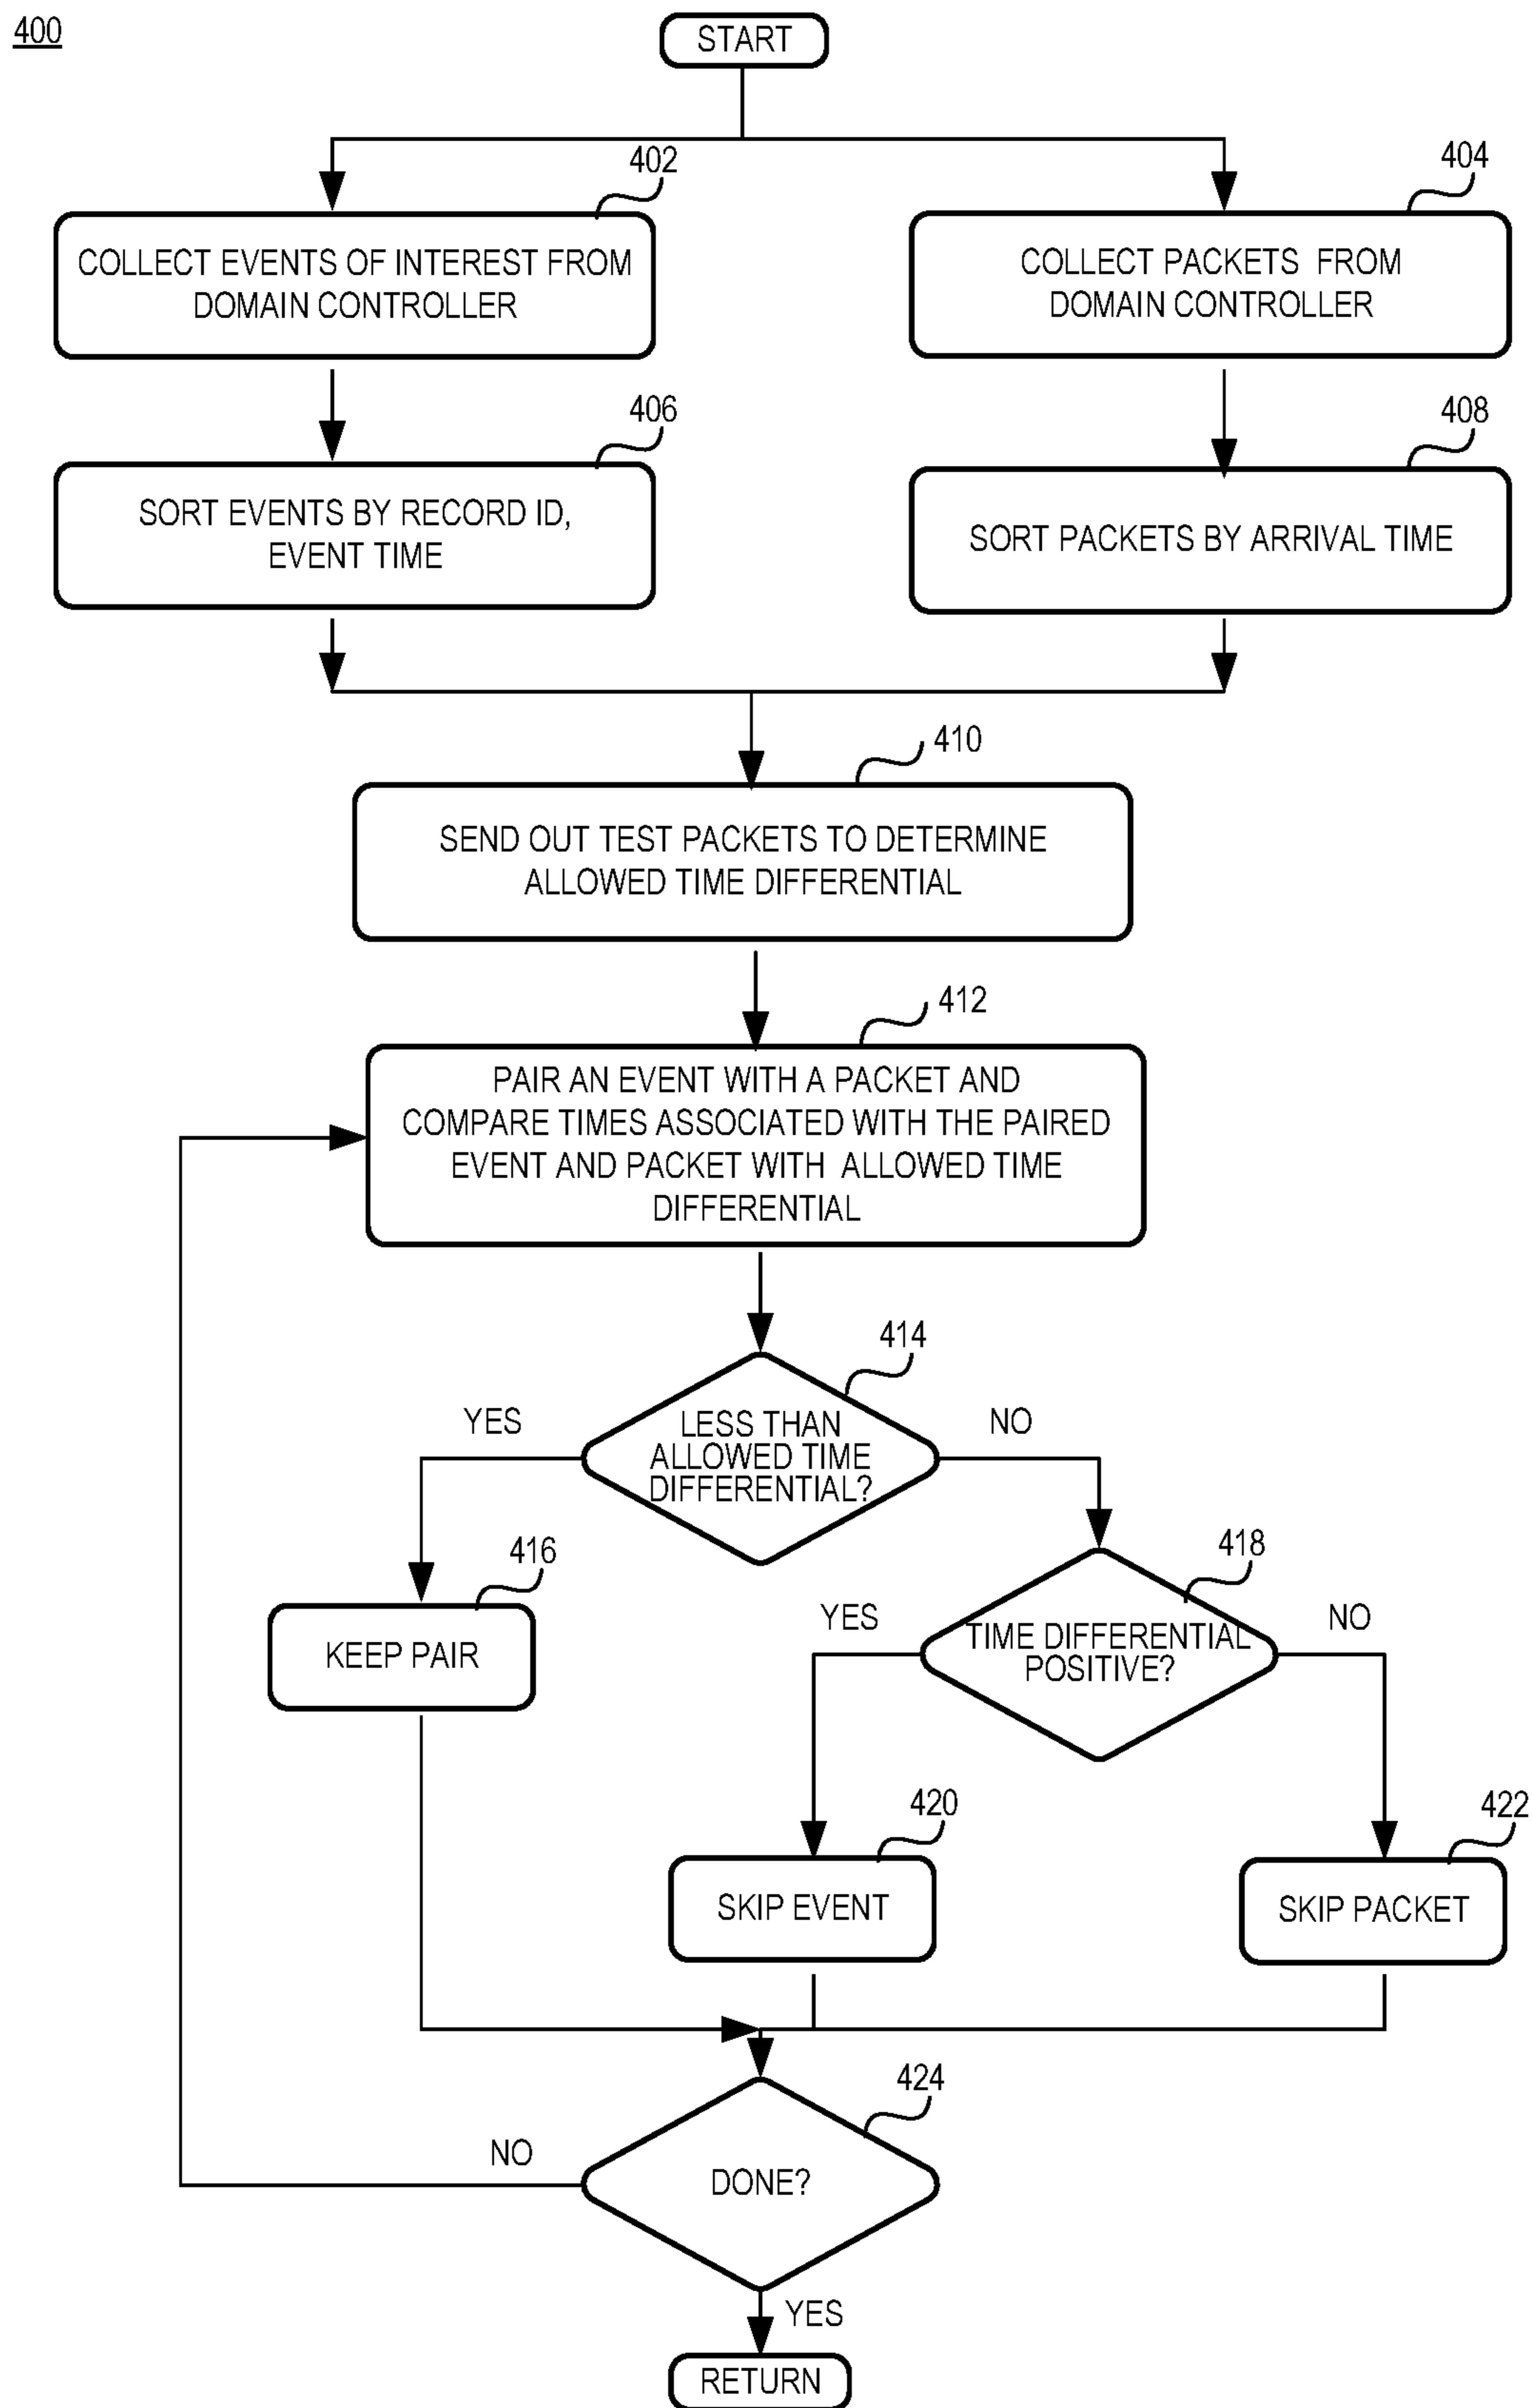 400
START
402
404
COLLECT EVENTS OF INTEREST FROM
DOMAIN CONTROLLER
COLLECT PACKETS FROM
DOMAIN CONTROLLER
406
408
SORT EVENTS BY RECORD ID,
EVENT TIME
SORT PACKETS BY ARRIVAL TIME
410
SEND OUT TEST PACKETS TO DETERMINE
ALLOWED TIME DIFFERENTIAL
412
PAIR AN EVENT WITH A PACKET AND
COMPARE TIMES ASSOCIATED WITH THE PAIRED
EVENT AND PACKET WITH ALLOWED TIME
DIFFERENTIAL
414
YES
LESS THAN
ALLOWED TIME
DIFFERENTIAL?
NO
416
KEEP PAIR
418
YES
TIME DIFFERENTIAL
POSITIVE?
NO
420
SKIP EVENT
422
SKIP PACKET
424
NO
DONE?
YES
RETURN